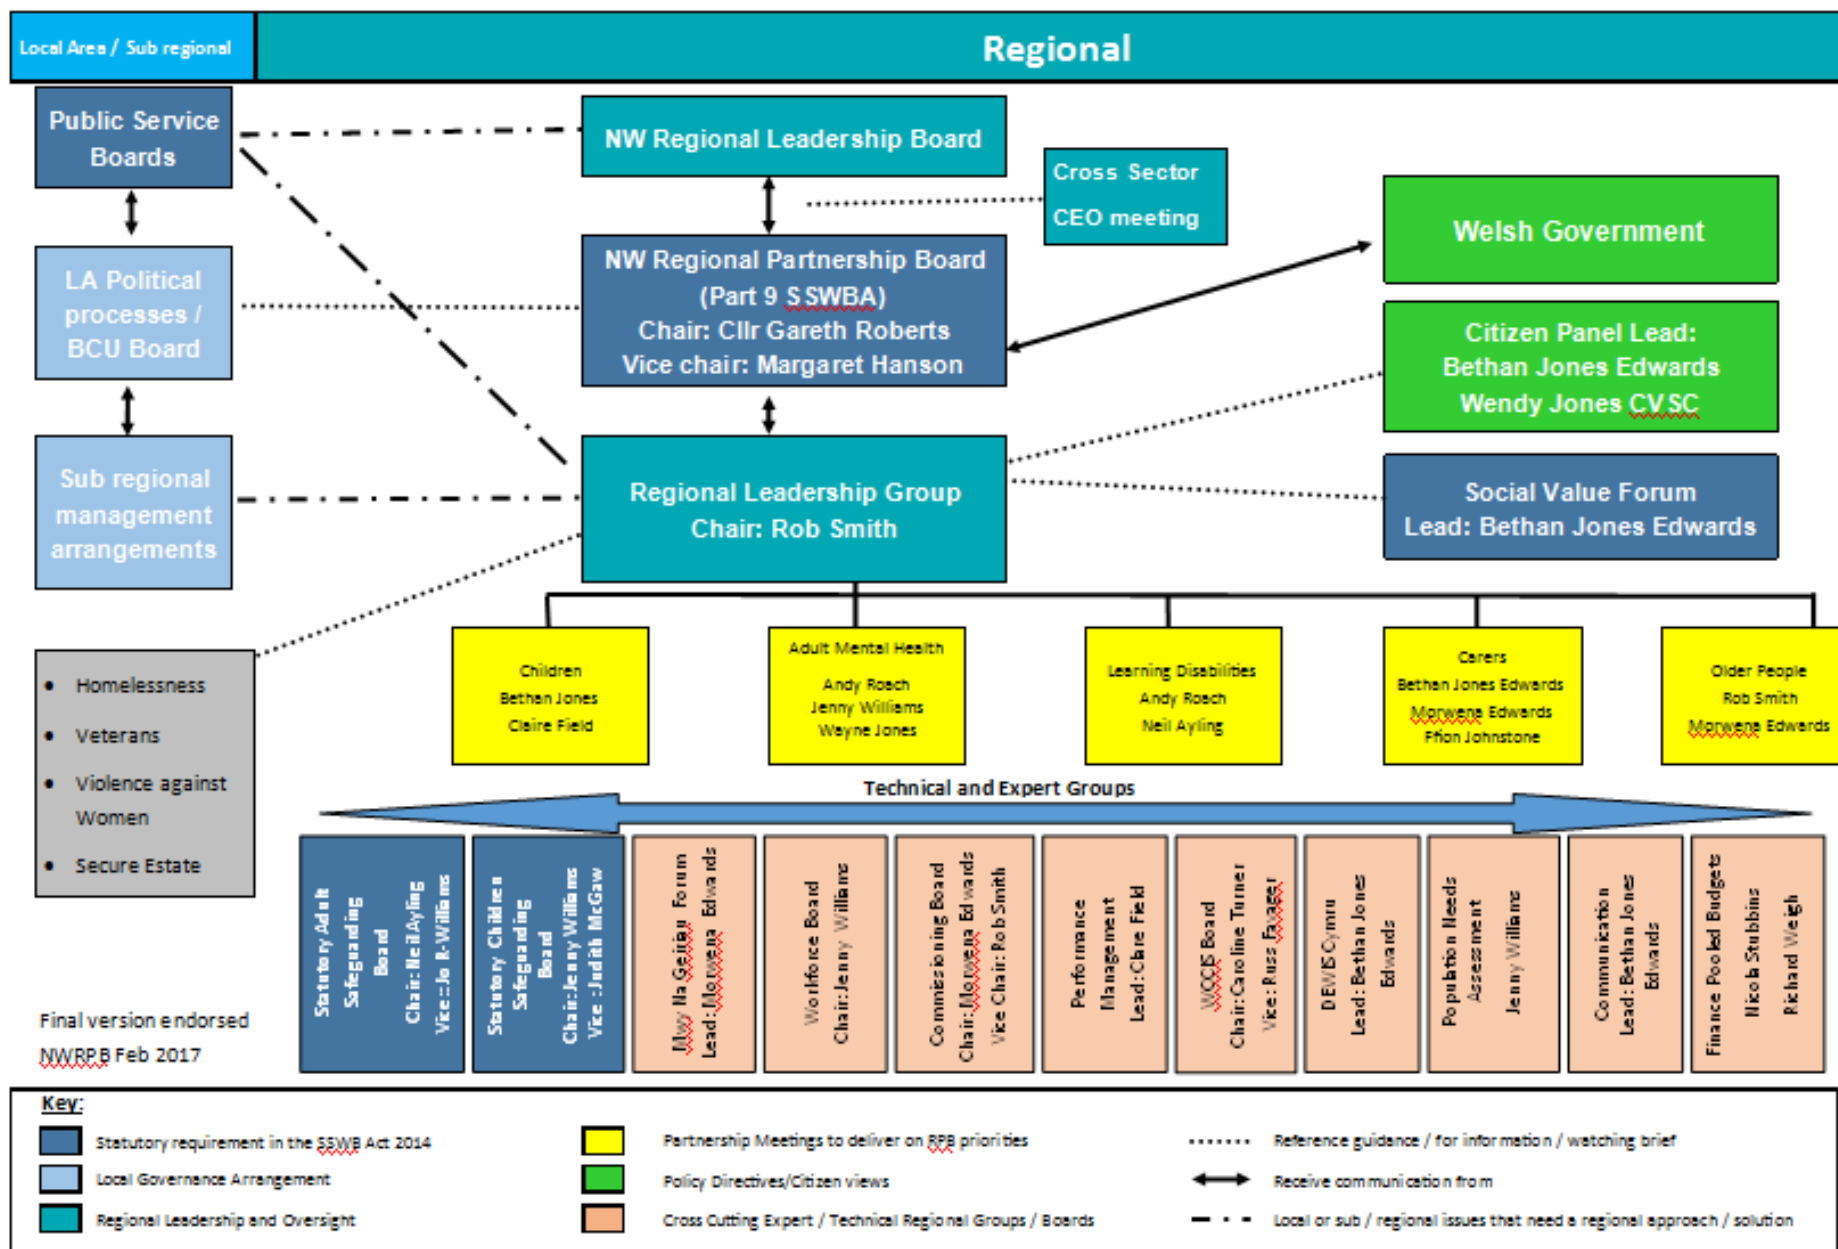 Local Area / Sub regional
Regional
Public Service
Boards
NW Regional Leadership Board
Cross Sector
CEO meeting
Welsh Government
LA Political
processes /
BCU Board
NW Regional Partnership Board
(Part 9 SSWBA)
Chair: Cllr Gareth Roberts
Vice chair: Margaret Hanson
Citizen Panel Lead:
Bethan Jones Edwards
Wendy Jones CVSC
Sub regional
management
arrangements
Regional Leadership Group
Chair: Rob Smith
Social Value Forum
Lead: Bethan Jones Edwards
• Homelessness
• Veterans
• Violence against
Women
• Secure Estate
Children
Bethan Jones
Claire Field
Adult Mental Health
Andy Roach
Jenny Williams
Wayne Jones
Learning Disabilities
Andy Roach
Neil Ayling
Carers
Bethan Jones Edwards
Morwena Edwards
Ffion Johnstone
Older People
Rob Smith
Morwena Edwards
Technical and Expert Groups
Statutory Adult
Safeguarding
Board
Chair: Neil Ayling
Vice :: Jo R-Williams
Statutory Children
Safeguarding
Board
Chair: Jenny Williams
Vice : Judith McGaw
Mwy Na Geiriau Forum
Lead: Morwena Edwards
Workforce Board
Chair: Jenny Williams
Commissioning Board
Chair: Morwena Edwards
Vice Chair: Rob Smith
Performance
Management
Lead: Clare Field
WCCIS Board
Chair: Caroline Turner
Vice: Russ Favager
DEWIS Cymru
Lead: Bethan Jones
Edwards
Population Needs
Assessment
Jenny Williams
Communication
Lead: Bethan Jones
Edwards
Finance Pooled Budgets
Nicola Stubbins
Richard Weigh
Final version endorsed
NWRPB Feb 2017
Key:
Statutory requirement in the SSWB Act 2014
Local Governance Arrangement
Regional Leadership and Oversight
Partnership Meetings to deliver on RPB priorities
Policy Directives/Citizen views
Cross Cutting Expert / Technical Regional Groups / Boards
Reference guidance / for information / watching brief
Receive communication from
Local or sub / regional issues that need a regional approach / solution